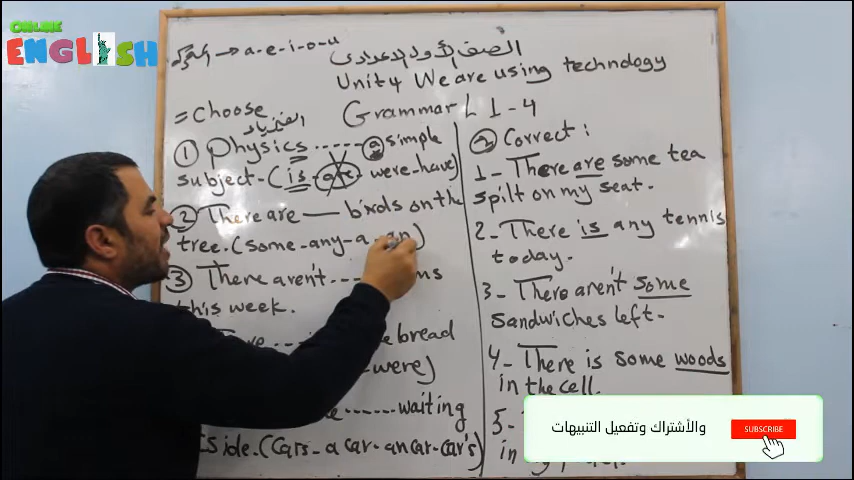 ONLINE
ENGLISH
المتحركة → a-e-i-o-u
الصف الأول الاعدادى
Unit 4 We are using technology
Grammar L 1 - 4
= Choose
الفيزياء
① Physics ------ a simple
subject - (is - are - were - have)
② There are — birds on the
tree. (some - any - a - an)
③ There aren't
this week.
bread
were)
waiting
side. (Cars - a car - an car - car's)
② Correct :
1 - There are some tea
spilt on my seat.
2 - There is any tennis
today.
3 - There aren't some
sandwiches left.
4 - There is some woods
in the cell.
5 -
in
والأشتراك وتفعيل التنبيهات
SUBSCRIBE